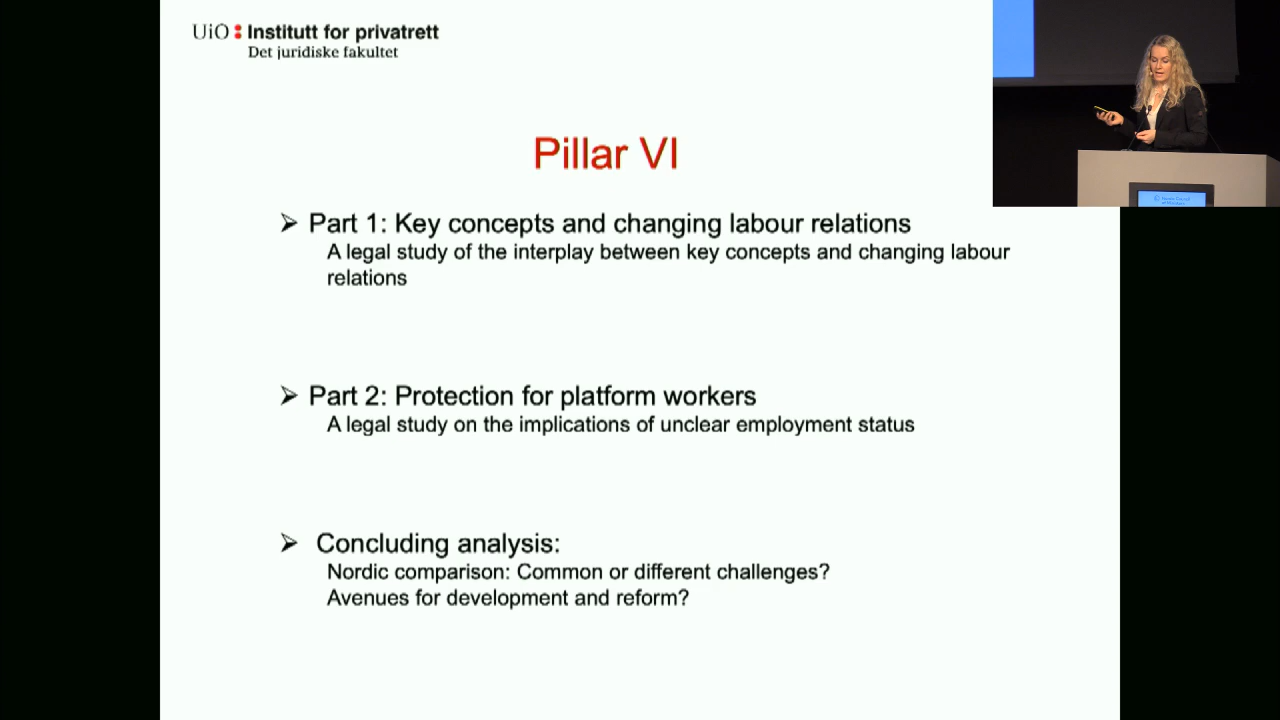 UiO : Institutt for privatrett
Det juridiske fakultet
Pillar VI
➢ Part 1: Key concepts and changing labour relations
A legal study of the interplay between key concepts and changing labour
relations
➢ Part 2: Protection for platform workers
A legal study on the implications of unclear employment status
➢ Concluding analysis:
Nordic comparison: Common or different challenges?
Avenues for development and reform?